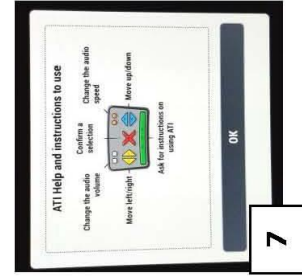 ATI Help and instructions to use
Change the audio
volume
Confirm a
selection
Change the audio
speed
Move left/right
Move up/down
Ask for instructions on
using ATI
OK
7